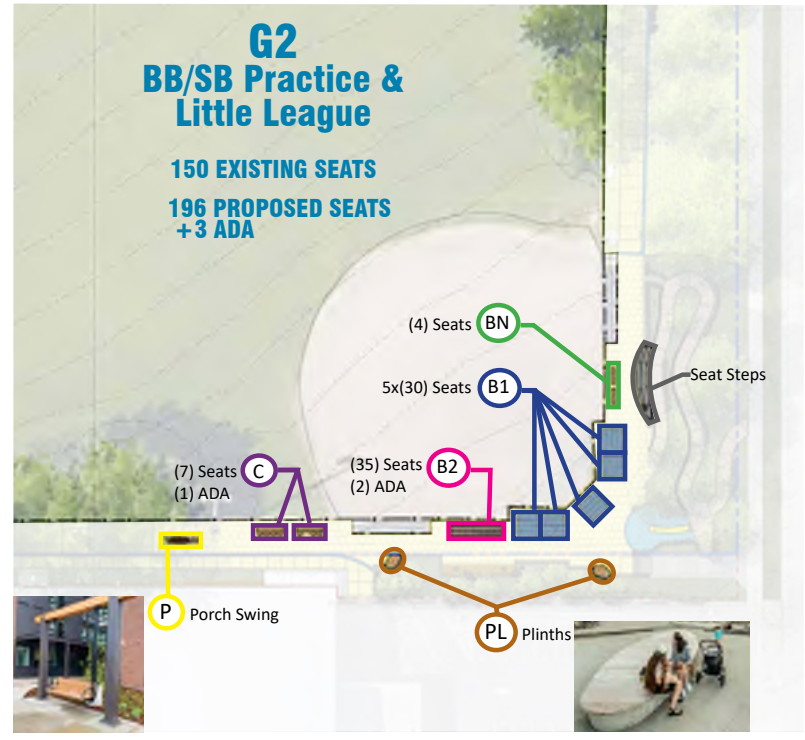 G2
BB/SB Practice &
Little League
150 EXISTING SEATS
196 PROPOSED SEATS
+3 ADA
(4) Seats BN
5x(30) Seats B1
Seat Steps
(7) Seats
(1) ADA
C
(35) Seats
(2) ADA
B2
P Porch Swing
PL Plinths